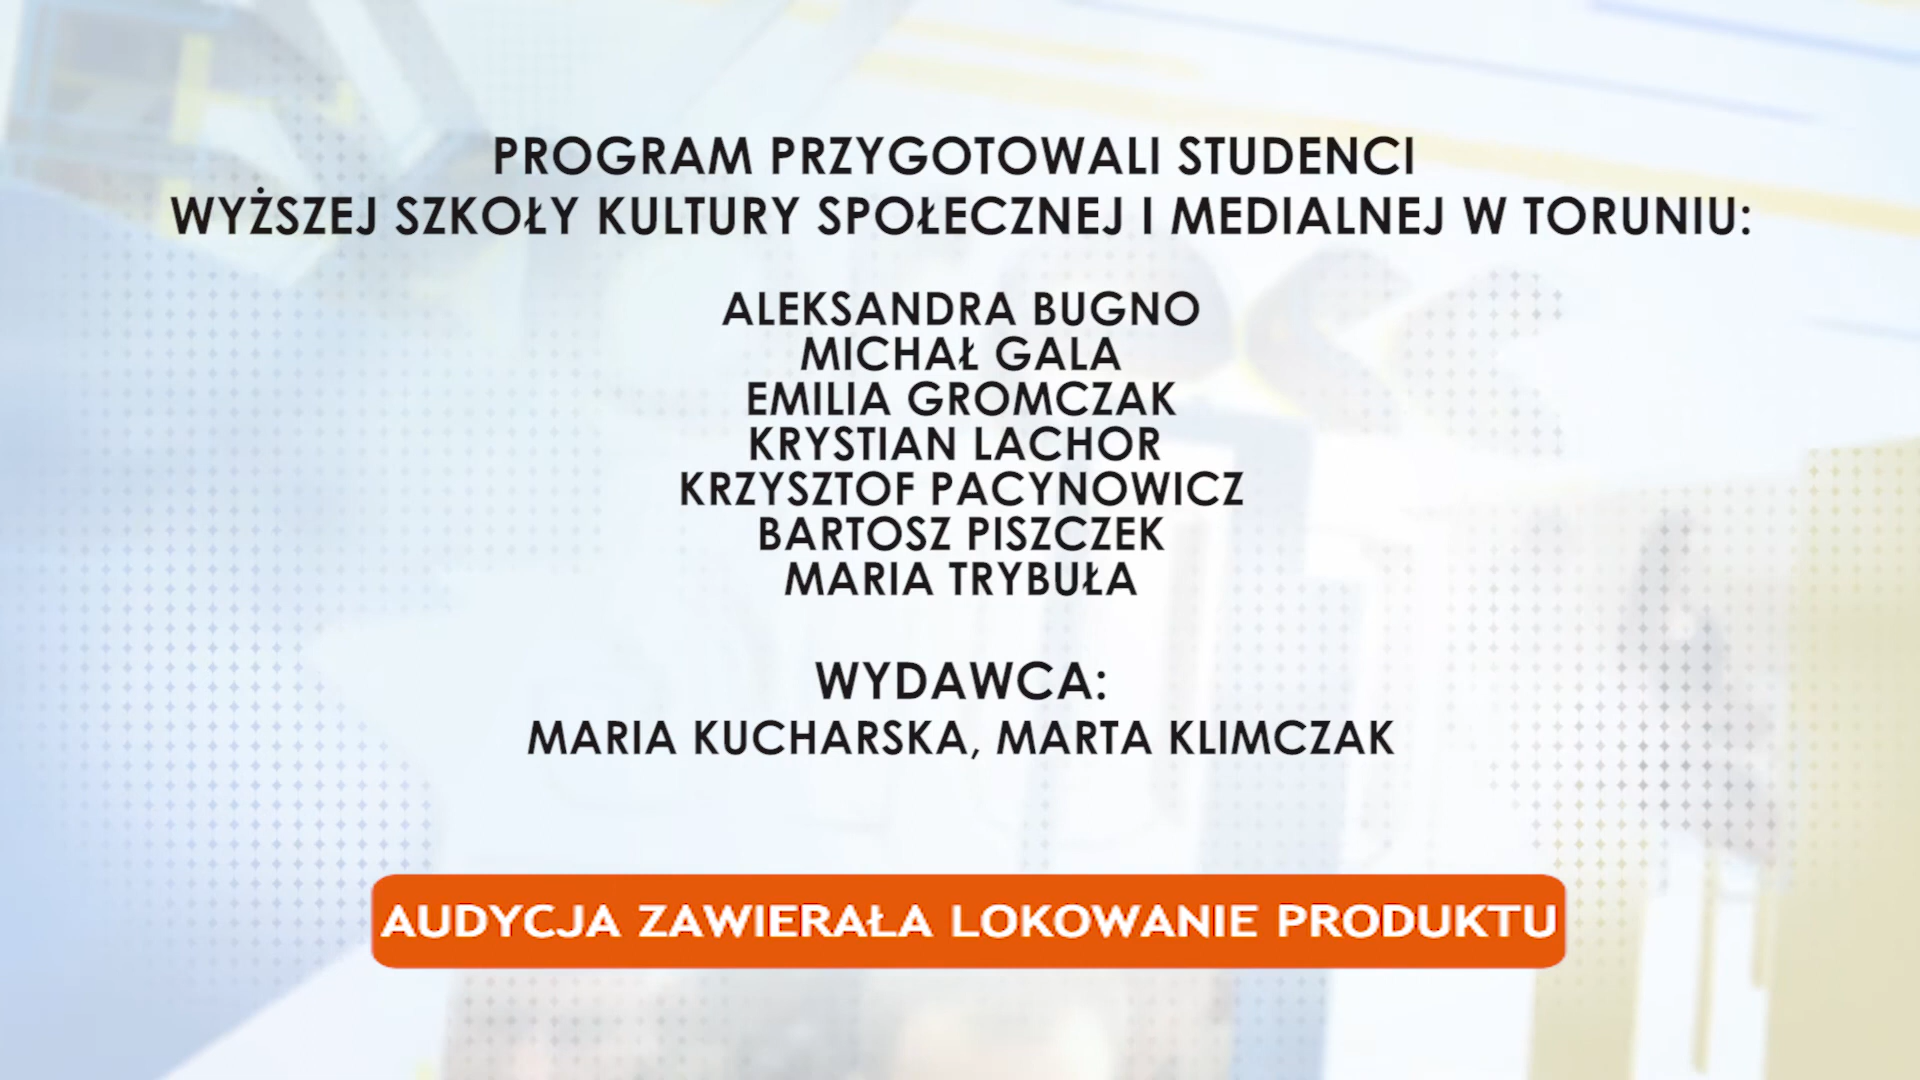 PROGRAM PRZYGOTOWALI STUDENCI
WYŻSZEJ SZKOŁY KULTURY SPOŁECZNEJ I MEDIALNEJ W TORUNIU:
ALEKSANDRA BUGNO
MICHAŁ GALA
EMILIA GROMCZAK
KRYSTIAN LACHOR
KRZYSZTOF PACYNOWICZ
BARTOSZ PISZCZEK
MARIA TRYBUŁA
WYDAWCA:
MARIA KUCHARSKA, MARTA KLIMCZAK
AUDYCJA ZAWIERAŁA LOKOWANIE PRODUKTU